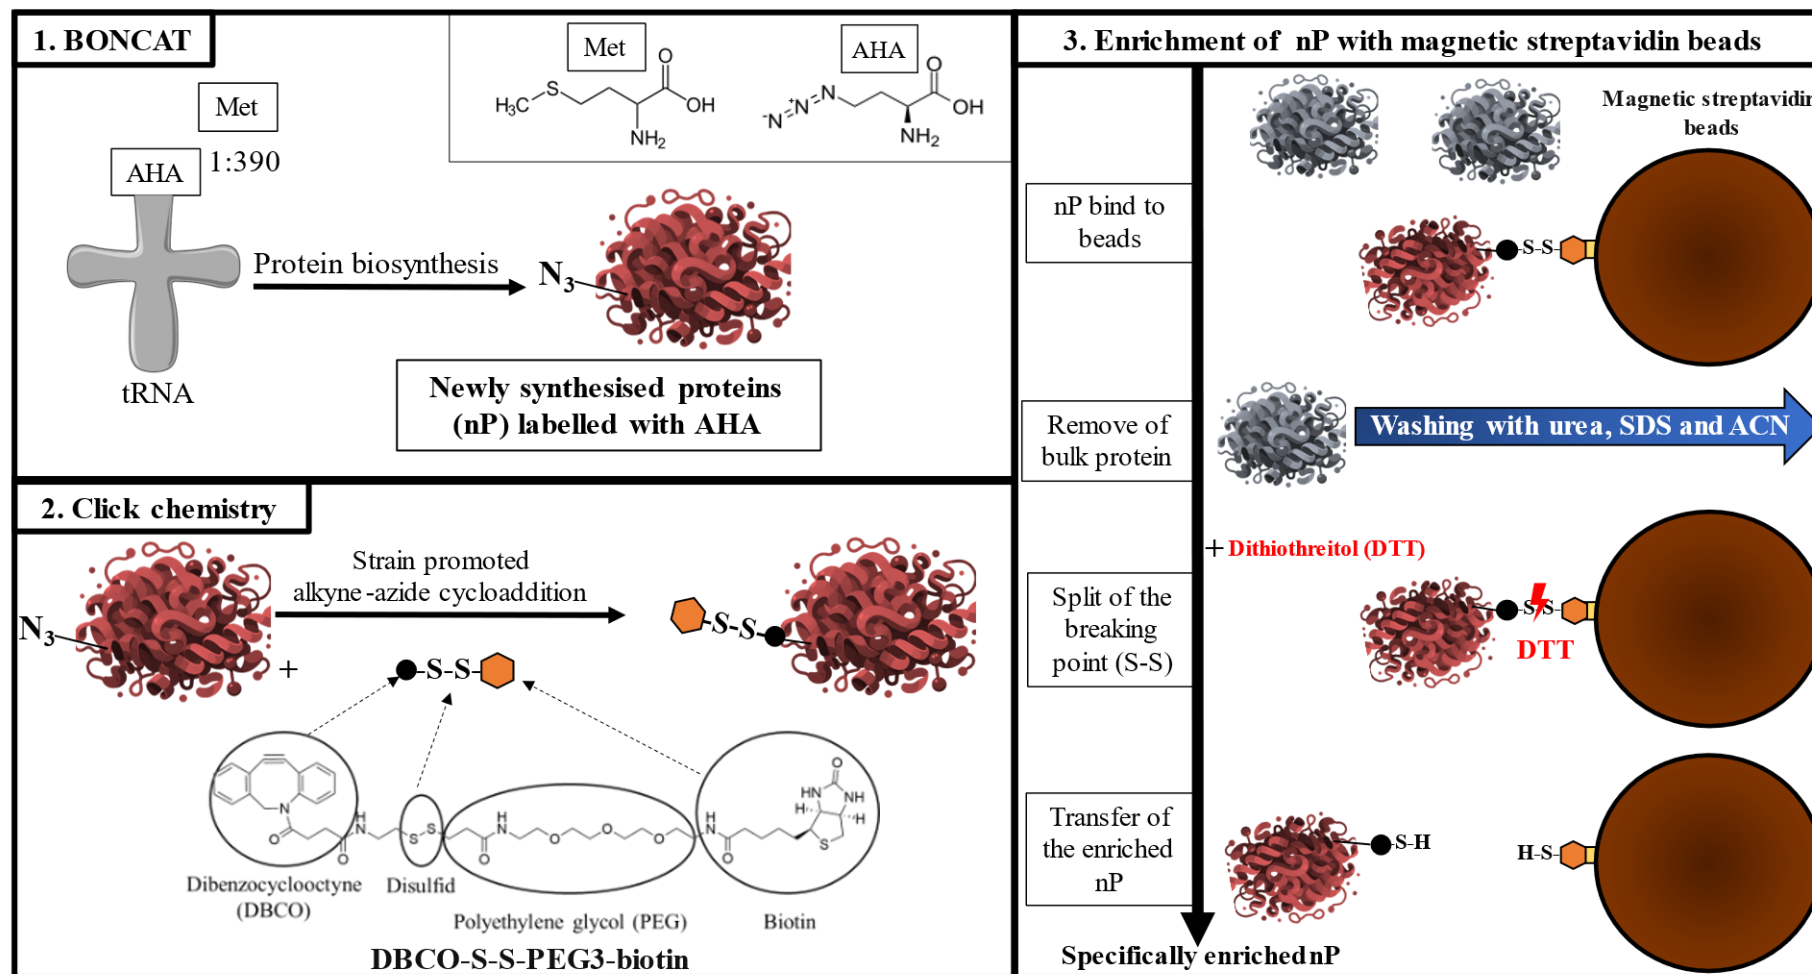 1. BONCAT
Met
AHA
1:390
tRNA
Protein biosynthesis
N3
Met
H3C
S
O
OH
NH2
AHA
-N
N+
N
O
OH
NH2
Newly synthesised proteins
(nP) labelled with AHA
2. Click chemistry
N3
Strain promoted
alkyne-azide cycloaddition
+
S-S
S-S
N
O
O
H
N
S
S
O
H
N
O
O
O
H
N
O
O
HN
NH
H
H
S
Dibenzocyclooctyne
(DBCO)
Disulfid
Polyethylene glycol (PEG)
Biotin
DBCO-S-S-PEG3-biotin
3. Enrichment of nP with magnetic streptavidin beads
Magnetic streptavidin
beads
nP bind to
beads
S-S
Remove of
bulk protein
Washing with urea, SDS and ACN
+ Dithiothreitol (DTT)
Split of the
breaking
point (S-S)
S-S
DTT
Transfer of
the enriched
nP
S-H
H-S
Specifically enriched nP